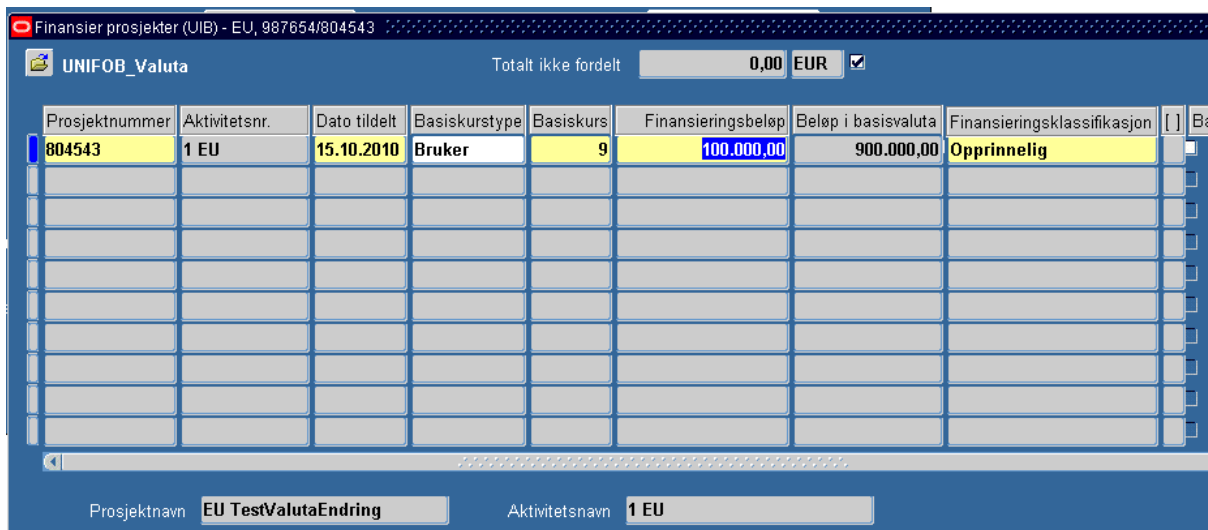 Finansier prosjekter (UIB) - EU, 987654/804543
UNIFOB_Valuta Totalt ikke fordelt 0,00 EUR
Prosjektnummer Aktivitetsnr. Dato tildelt Basiskurstype Basiskurs Finansieringsbeløp Beløp i basisvaluta Finansieringsklassifikasjon [ ] Ba
804543 1 EU 15.10.2010 Bruker 9 100.000,00 900.000,00 Opprinnelig
Prosjektnavn EU TestValutaEndring Aktivitetsnavn 1 EU